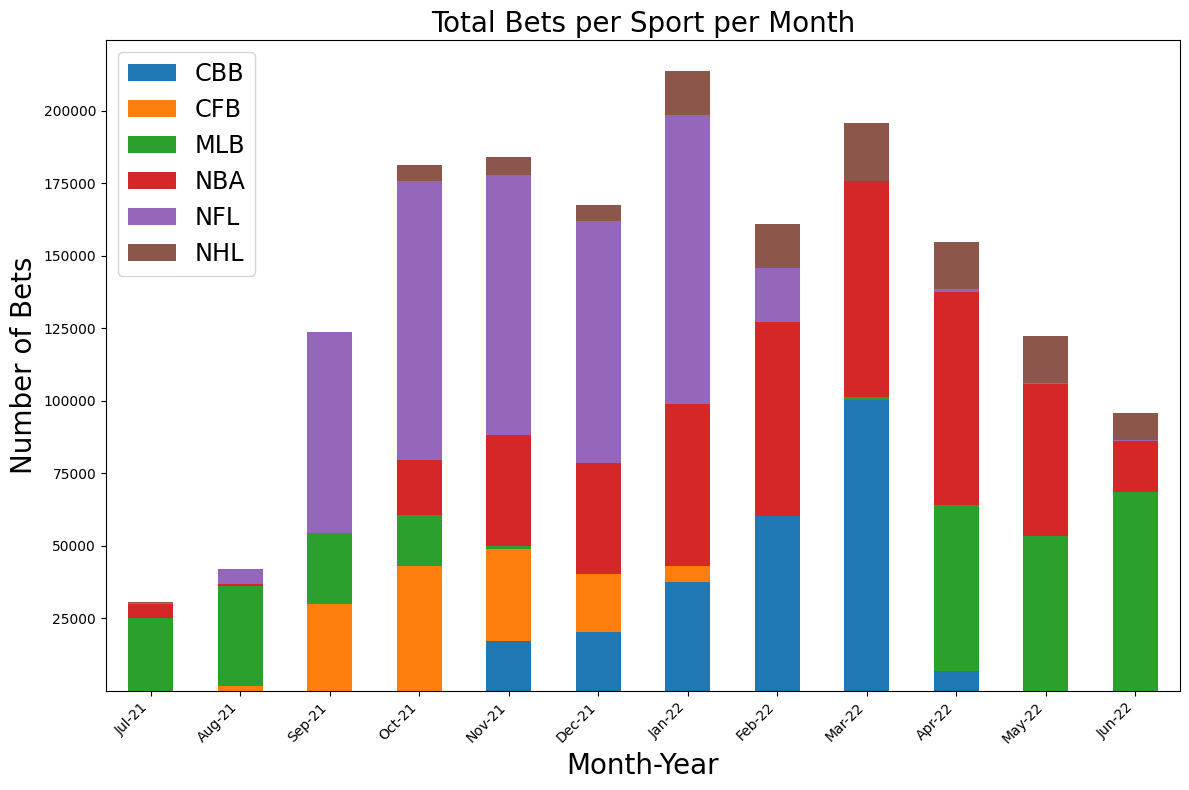 Total Bets per Sport per Month
CBB
CFB
MLB
NBA
NFL
NHL
Number of Bets
200000
175000
150000
125000
100000
75000
50000
25000
Jul-21
Aug-21
Sep-21
Oct-21
Nov-21
Dec-21
Jan-22
Feb-22
Mar-22
Apr-22
May-22
Jun-22
Month-Year